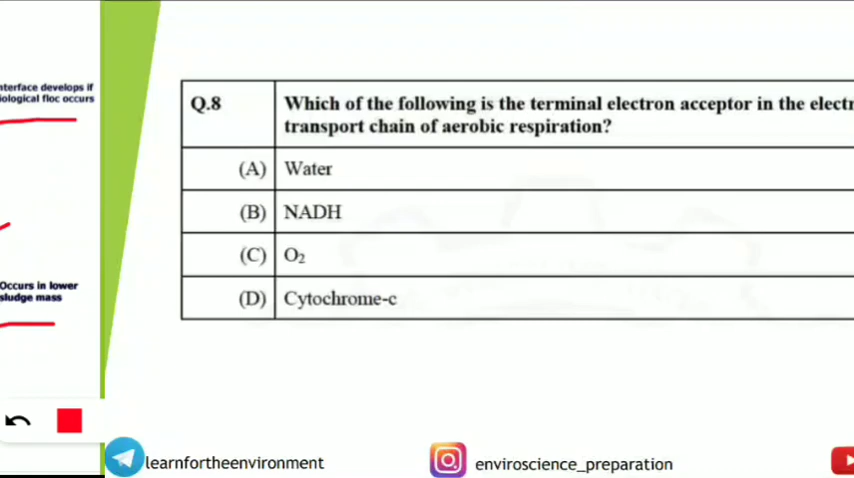 nterface develops if
iological floc occurs
Occurs in lower
sludge mass
Q.8 Which of the following is the terminal electron acceptor in the electr
transport chain of aerobic respiration?
(A) Water
(B) NADH
(C) O₂
(D) Cytochrome-c
learnfortheenvironment
enviroscience_preparation